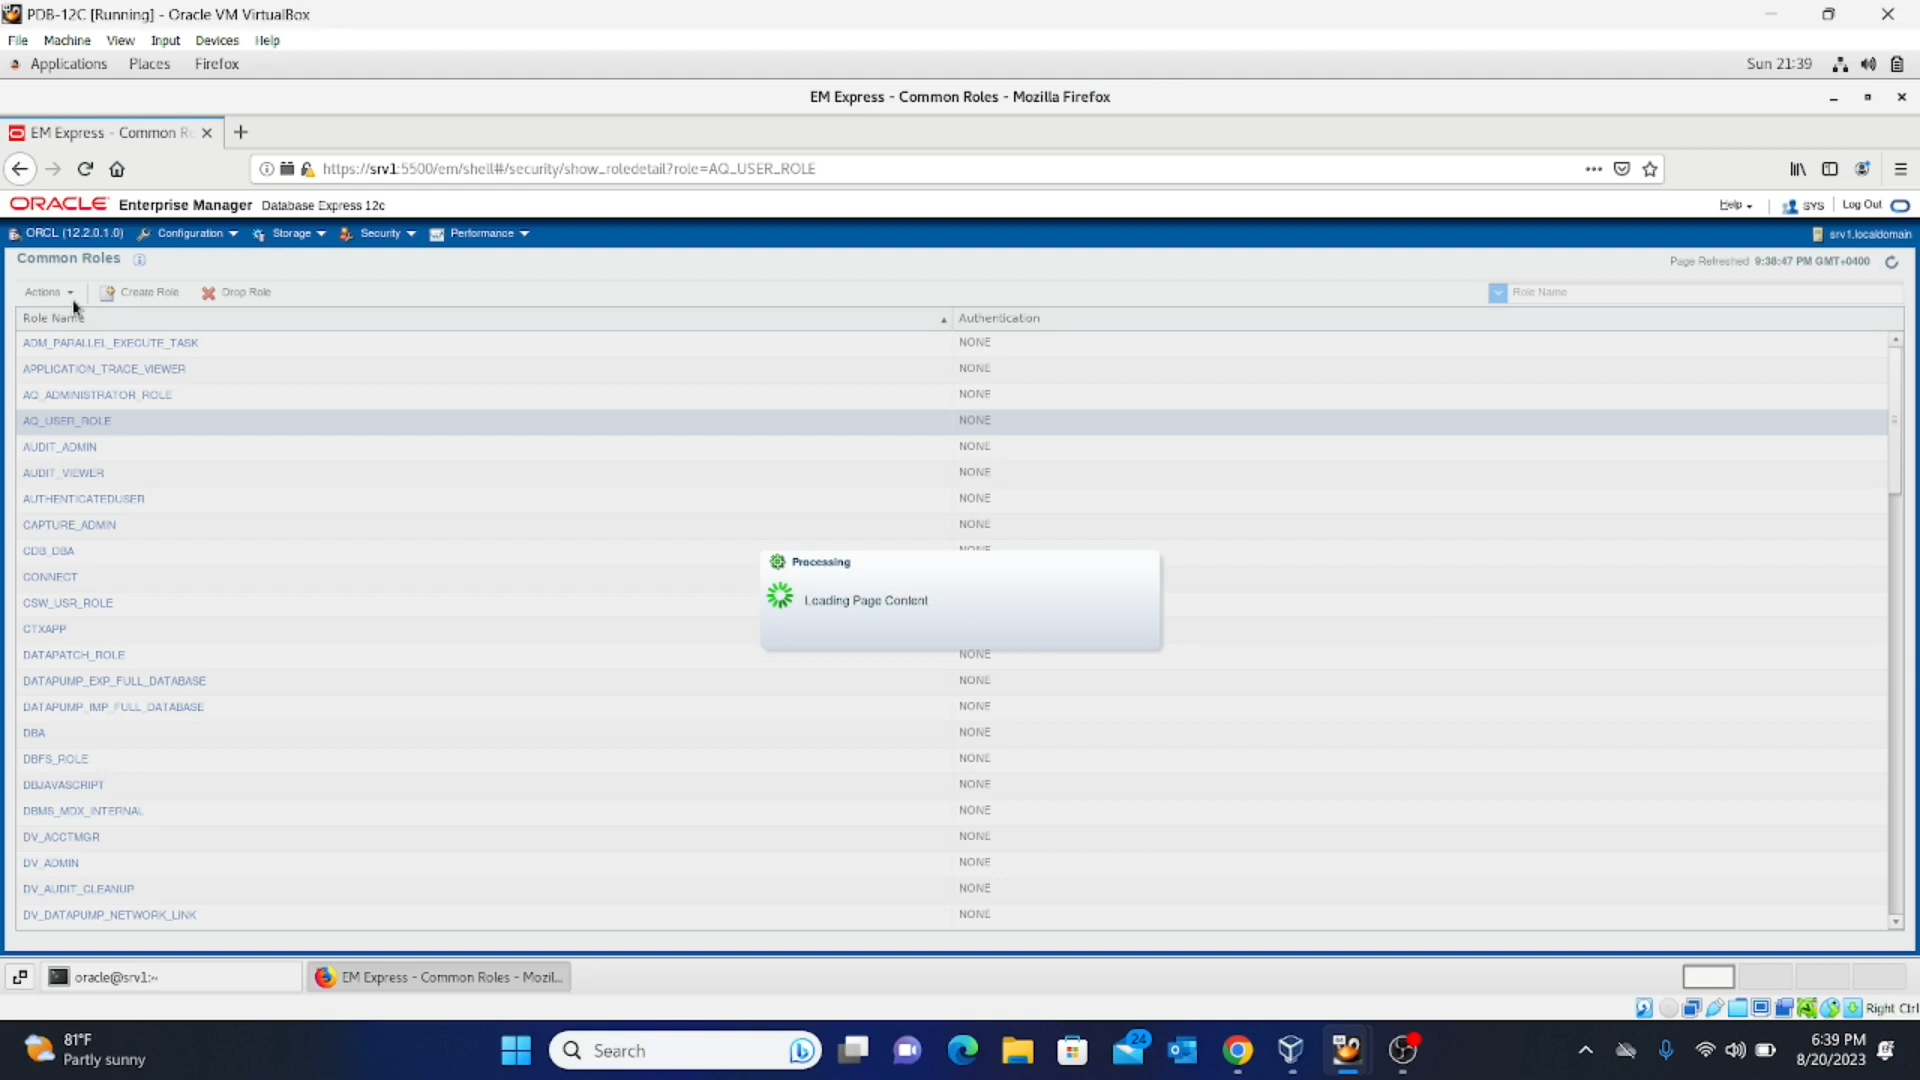 PDB-12C [Running] - Oracle VM VirtualBox
File Machine View Input Devices Help
Applications Places Firefox
Sun 21:39
EM Express - Common Roles - Mozilla Firefox
EM Express - Common Ro
https://srv1:5500/em/shell#/security/show_roledetail?role=AQ_USER_ROLE
ORACLE Enterprise Manager Database Express 12c
Help SYS Log Out
ORCL (12.2.0.1.0) Configuration Storage Security Performance
srv1.localdomain
Common Roles
Page Refreshed 9:38:47 PM GMT+0400
Actions Create Role Drop Role
Role Name
Role Name Authentication
ADM_PARALLEL_EXECUTE_TASK NONE
APPLICATION_TRACE_VIEWER NONE
AQ_ADMINISTRATOR_ROLE NONE
AQ_USER_ROLE NONE
AUDIT_ADMIN NONE
AUDIT_VIEWER NONE
AUTHENTICATEDUSER NONE
CAPTURE_ADMIN NONE
CDB_DBA NONE
CONNECT
CSW_USR_ROLE
CTXAPP
Processing
Loading Page Content
DATAPATCH_ROLE NONE
DATAPUMP_EXP_FULL_DATABASE NONE
DATAPUMP_IMP_FULL_DATABASE NONE
DBA NONE
DBFS_ROLE NONE
DBJAVASCRIPT NONE
DBMS_MDX_INTERNAL NONE
DV_ACCTMGR NONE
DV_ADMIN NONE
DV_AUDIT_CLEANUP NONE
DV_DATAPUMP_NETWORK_LINK NONE
oracle@srv1:~
EM Express - Common Roles - Mozil...
Right Ctrl
81°F
Partly sunny
Search
24
6:39 PM
8/20/2023